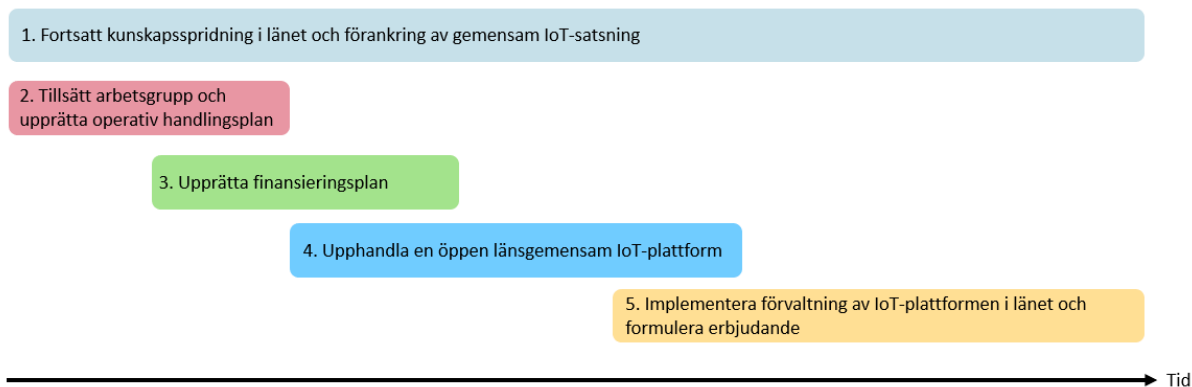 1. Fortsatt kunskapsspridning i länet och förankring av gemensam IoT-satsning
2. Tillsätt arbetsgrupp och
upprätta operativ handlingsplan
3. Upprätta finansieringsplan
4. Upphandla en öppen länsgemensam IoT-plattform
5. Implementera förvaltning av IoT-plattformen i länet och
formulera erbjudande
Tid